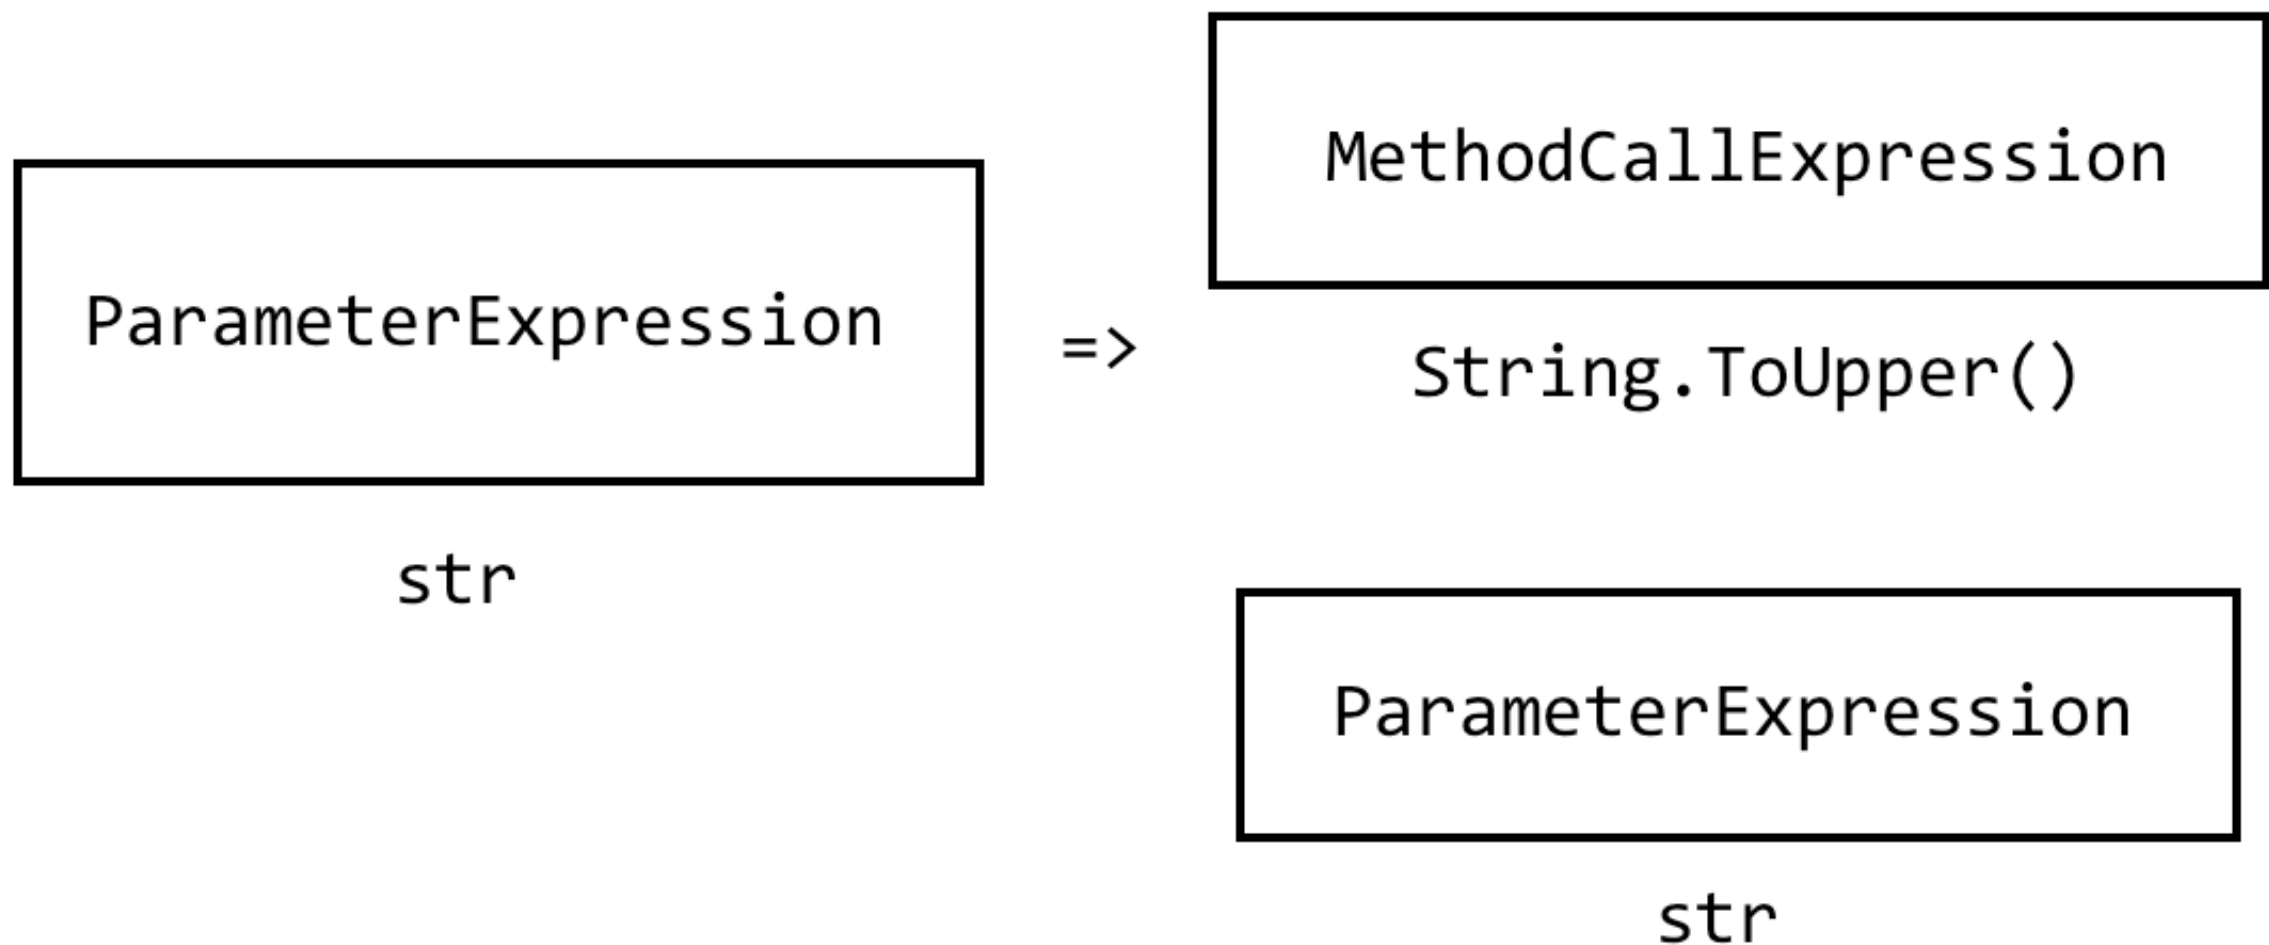 ParameterExpression
str
=>
MethodCallExpression
String.ToUpper()
ParameterExpression
str